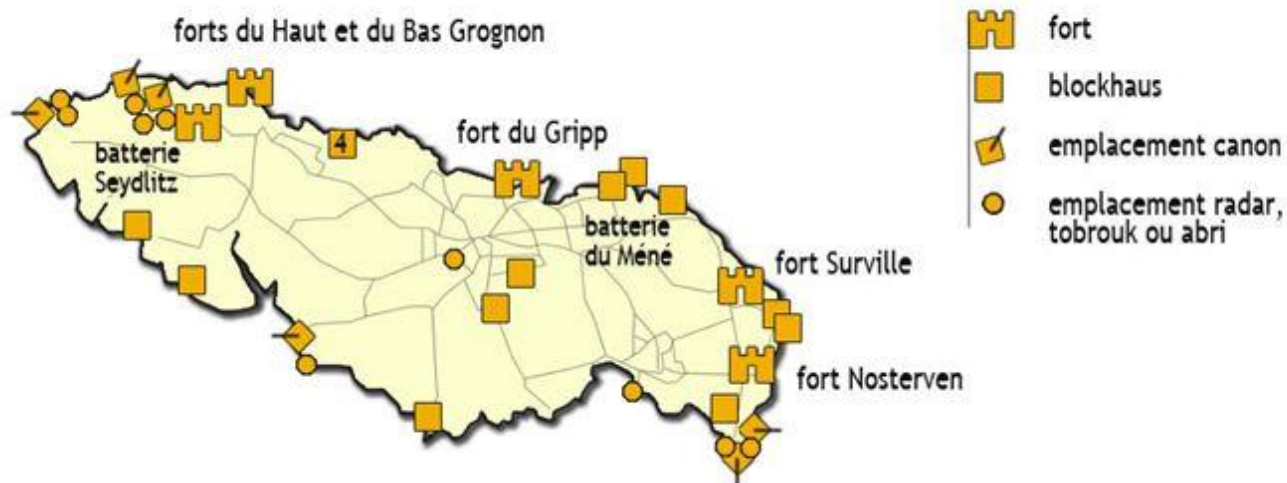 forts du Haut et du Bas Grognon
fort
blockhaus
emplacement canon
emplacement radar,
tobrouk ou abri
batterie
Seydlitz
4
fort du Gripp
batterie
du Méné
fort Surville
fort Nosterven